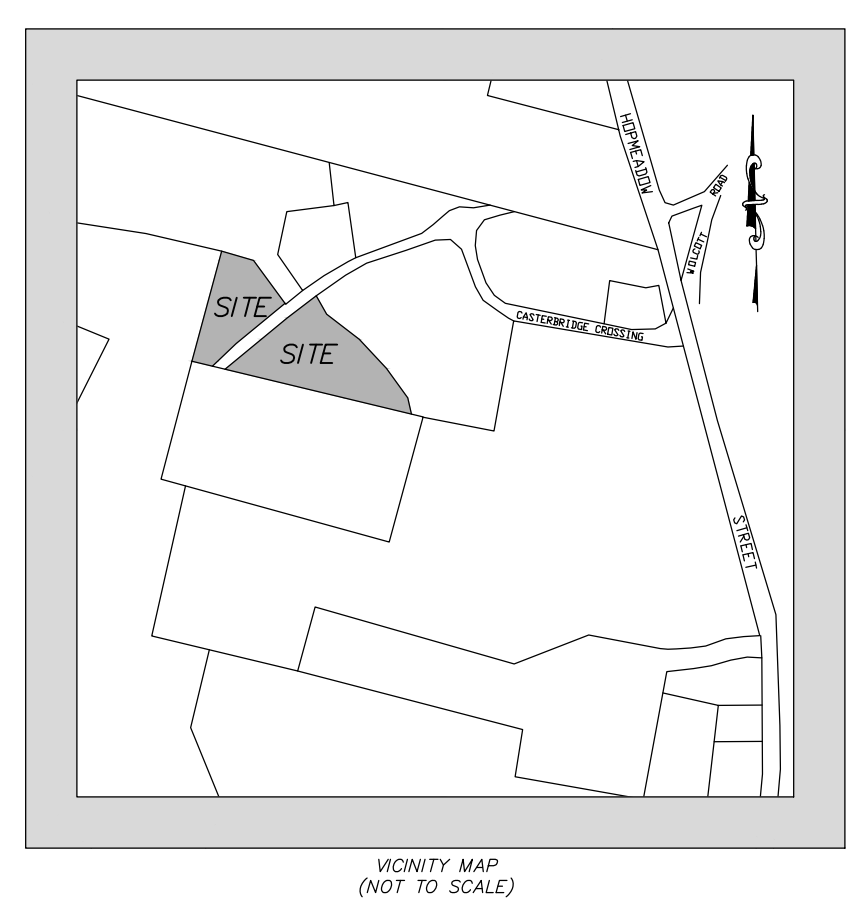 HOPMEADOW
ROAD
WOLCOTT
SITE
CASTERBRIDGE CROSSING
SITE
STREET
VICINITY MAP
(NOT TO SCALE)